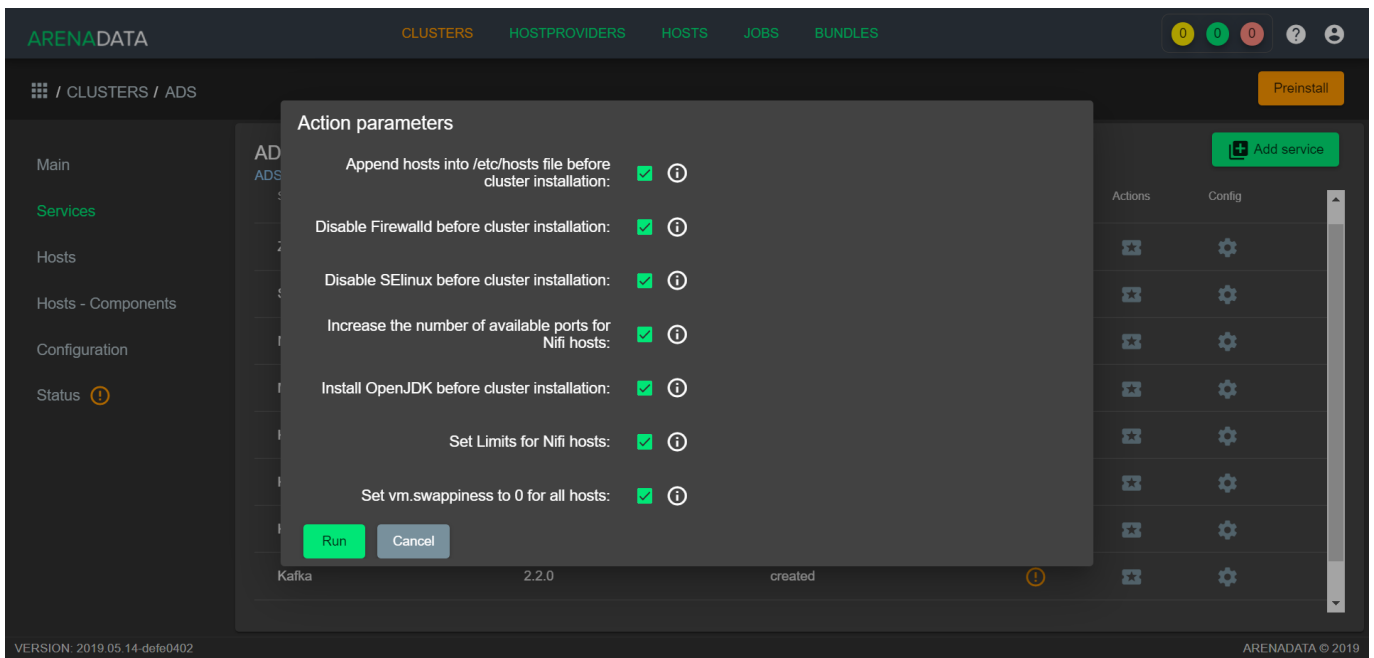 ARENADATA
CLUSTERS HOSTPROVIDERS HOSTS JOBS BUNDLES
0 0 0
/ CLUSTERS / ADS
Preinstall
Main
Services
Hosts
Hosts - Components
Configuration
Status
AD
ADS
Add service
Actions Config
Action parameters
Append hosts into /etc/hosts file before
cluster installation:
Disable Firewalld before cluster installation:
Disable SElinux before cluster installation:
Increase the number of available ports for
Nifi hosts:
Install OpenJDK before cluster installation:
Set Limits for Nifi hosts:
Set vm.swappiness to 0 for all hosts:
Run Cancel
Kafka 2.2.0 created
VERSION: 2019.05.14-defe0402
ARENADATA © 2019